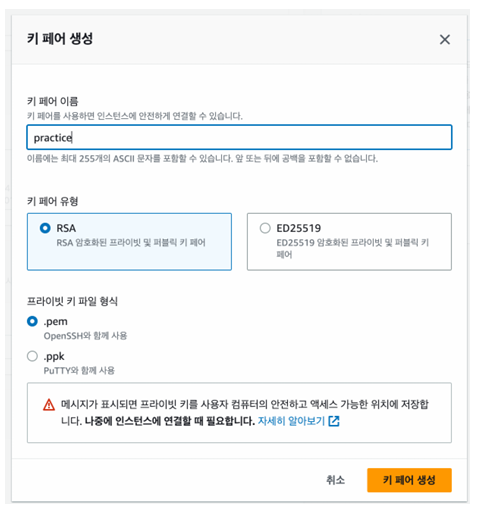 키 페어 생성
키 페어 이름
키 페어를 사용하면 인스턴스에 안전하게 연결할 수 있습니다.
practice
이름에는 최대 255개의 ASCII 문자를 포함할 수 있습니다. 앞 또는 뒤에 공백을 포함할 수 없습니다.
키 페어 유형
RSA
RSA 암호화된 프라이빗 및 퍼블릭 키 페어
ED25519
ED25519 암호화된 프라이빗 및 퍼블릭 키
페어
프라이빗 키 파일 형식
.pem
OpenSSH와 함께 사용
.ppk
PuTTY와 함께 사용
메시지가 표시되면 프라이빗 키를 사용자 컴퓨터의 안전하고 액세스 가능한 위치에 저장합
니다. 나중에 인스턴스에 연결할 때 필요합니다. 자세히 알아보기
취소
키 페어 생성